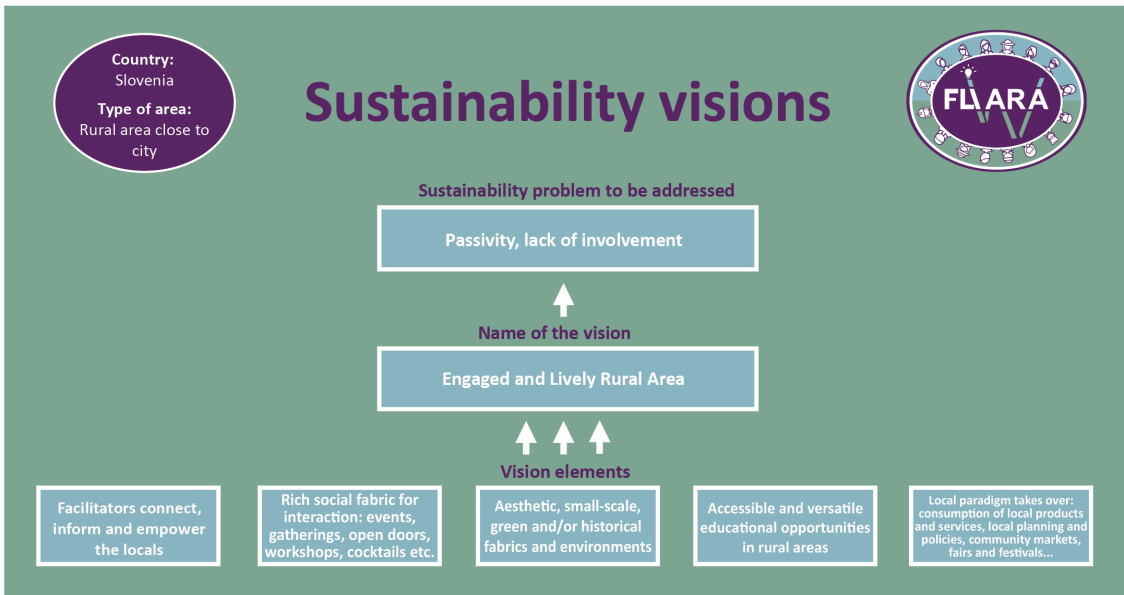 Country:
Slovenia
Type of area:
Rural area close to
city
Sustainability visions
FLIARA
Sustainability problem to be addressed
Passivity, lack of involvement
Name of the vision
Engaged and Lively Rural Area
Vision elements
Facilitators connect,
inform and empower
the locals
Rich social fabric for
interaction: events,
gatherings, open doors,
workshops, cocktails etc.
Aesthetic, small-scale,
green and/or historical
fabrics and environments
Accessible and versatile
educational opportunities
in rural areas
Local paradigm takes over:
consumption of local products
and services, local planning and
policies, community markets,
fairs and festivals...